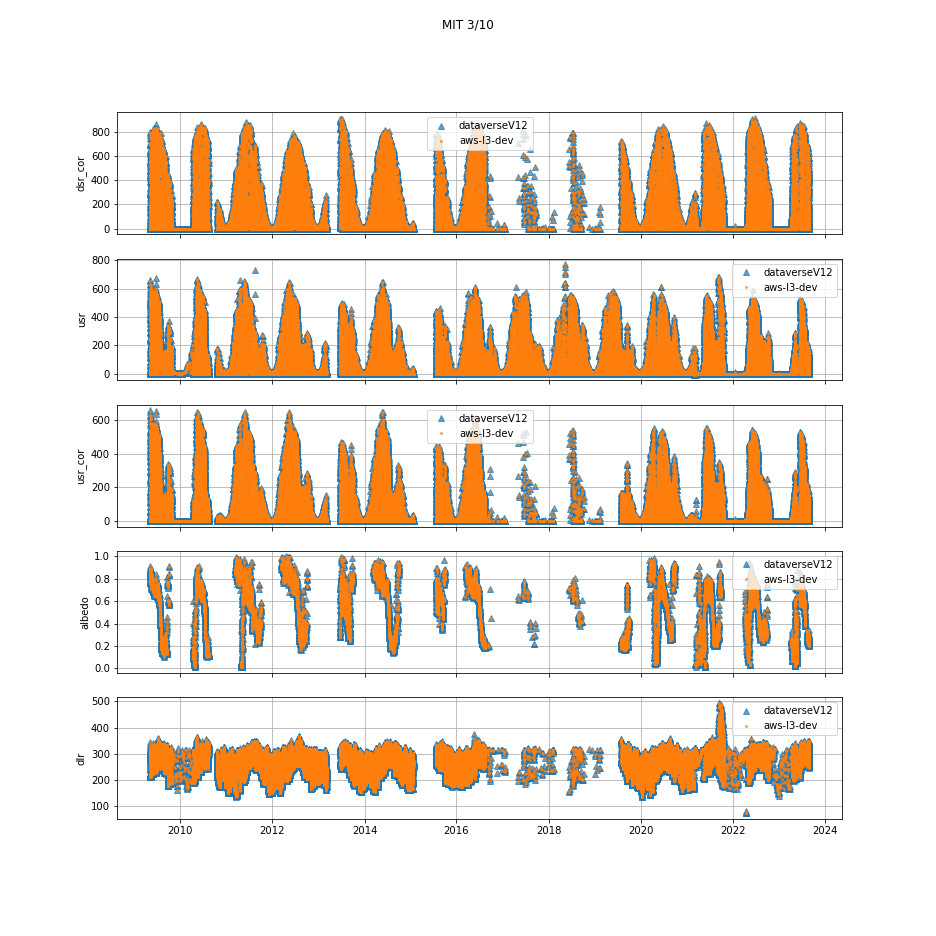 MIT 3/10
dsr_cor
800
600
400
200
0
dataverseV12
aws-l3-dev
usr
800
600
400
200
0
dataverseV12
aws-l3-dev
usr_cor
600
400
200
0
dataverseV12
aws-l3-dev
albedo
1.0
0.8
0.6
0.4
0.2
0.0
dataverseV12
aws-l3-dev
dlr
500
400
300
200
100
dataverseV12
aws-l3-dev
2010 2012 2014 2016 2018 2020 2022 2024